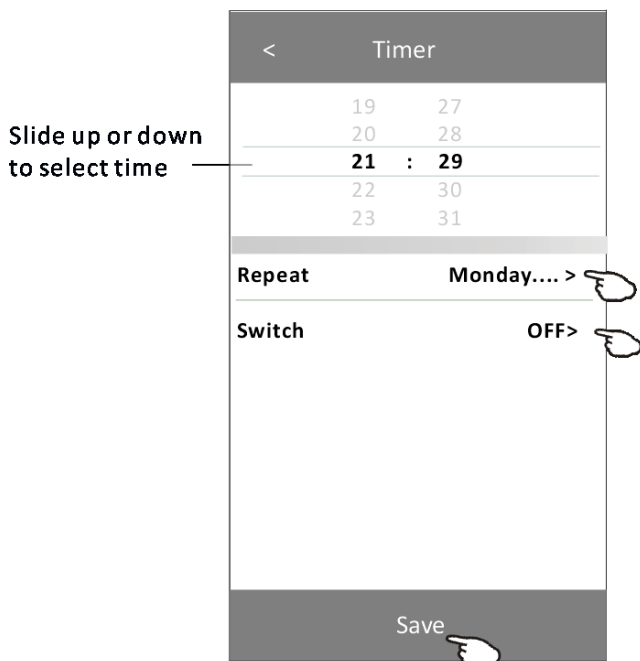 < Timer
19 27
20 28
Slide up or down
to select time
21 : 29
22 30
23 31
Repeat Monday.... >
Switch OFF>
Save